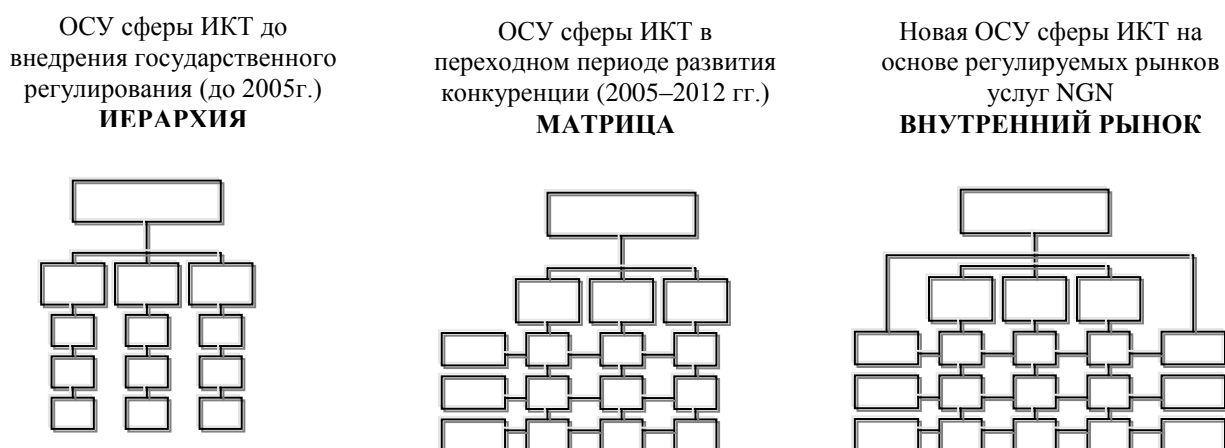 ОСУ сферы ИКТ до
внедрения государственного
регулирования (до 2005г.)
ИЕРАРХИЯ
ОСУ сферы ИКТ в
переходном периоде развития
конкуренции (2005–2012 гг.)
МАТРИЦА
Новая ОСУ сферы ИКТ на
основе регулируемых рынков
услуг NGN
ВНУТРЕННИЙ РЫНОК